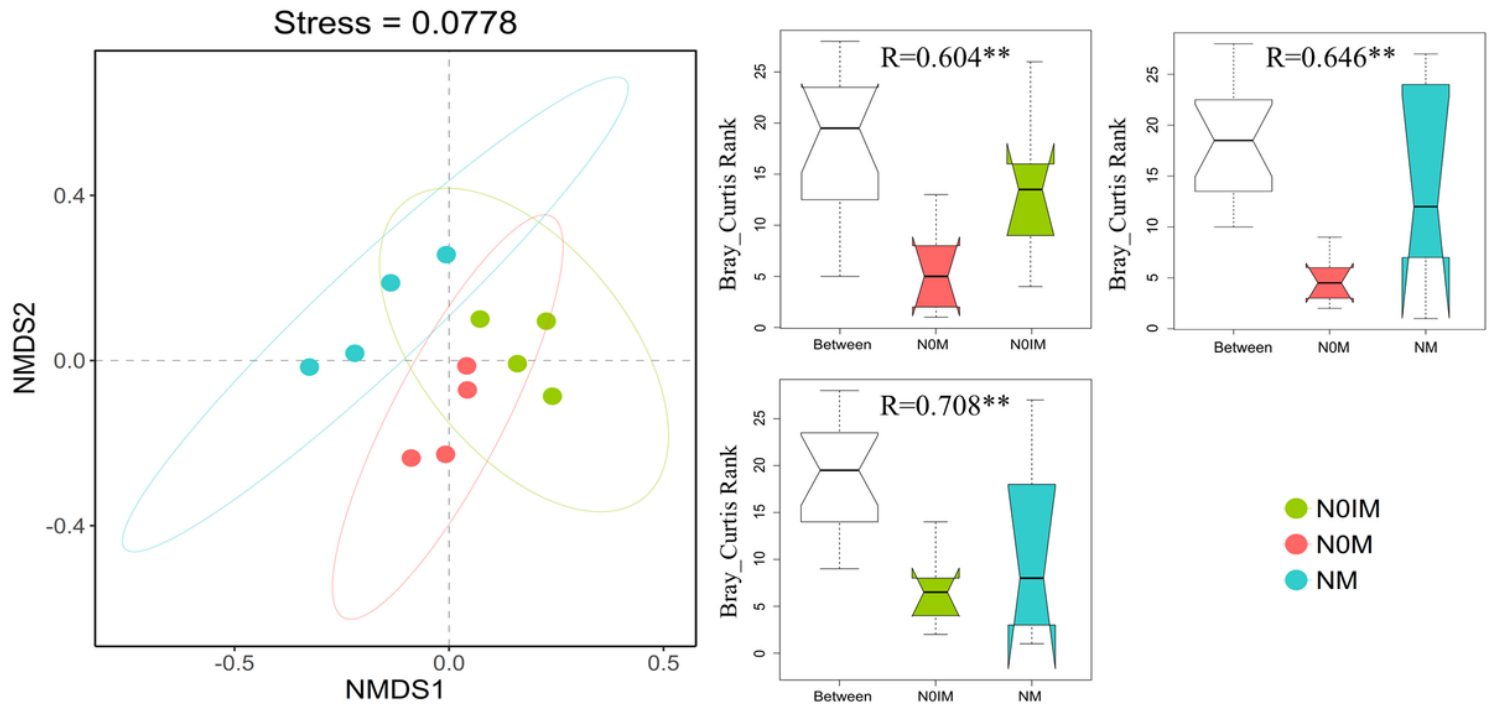 Stress = 0.0778
NMDS2
0.4
0.0
-0.4
-0.5
0.0
0.5
NMDS1
R=0.604**
Bray_Curtis Rank
25
20
15
10
5
0
Between
N0M
N0IM
R=0.646**
Bray_Curtis Rank
25
20
15
10
5
0
Between
N0M
NM
R=0.708**
Bray_Curtis Rank
25
20
15
10
5
0
Between
N0IM
NM
N0IM
N0M
NM